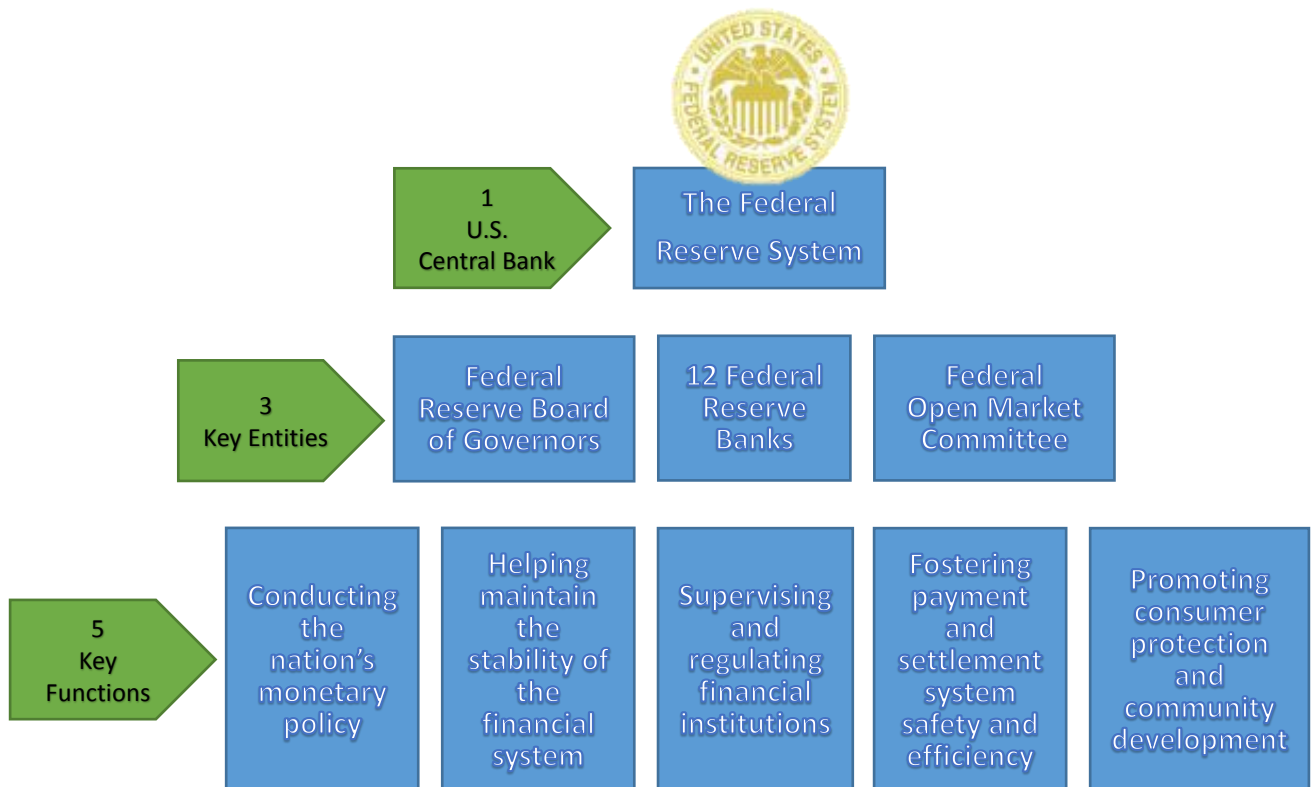 UNITED STATES
FEDERAL RESERVE SYSTEM
1
U.S.
Central Bank
The Federal
Reserve System
3
Key Entities
Federal
Reserve Board
of Governors
12 Federal
Reserve
Banks
Federal
Open Market
Committee
5
Key
Functions
Conducting
the
nation’s
monetary
policy
Helping
maintain
the
stability of
the
financial
system
Supervising
and
regulating
financial
institutions
Fostering
payment
and
settlement
system
safety and
efficiency
Promoting
consumer
protection
and
community
development